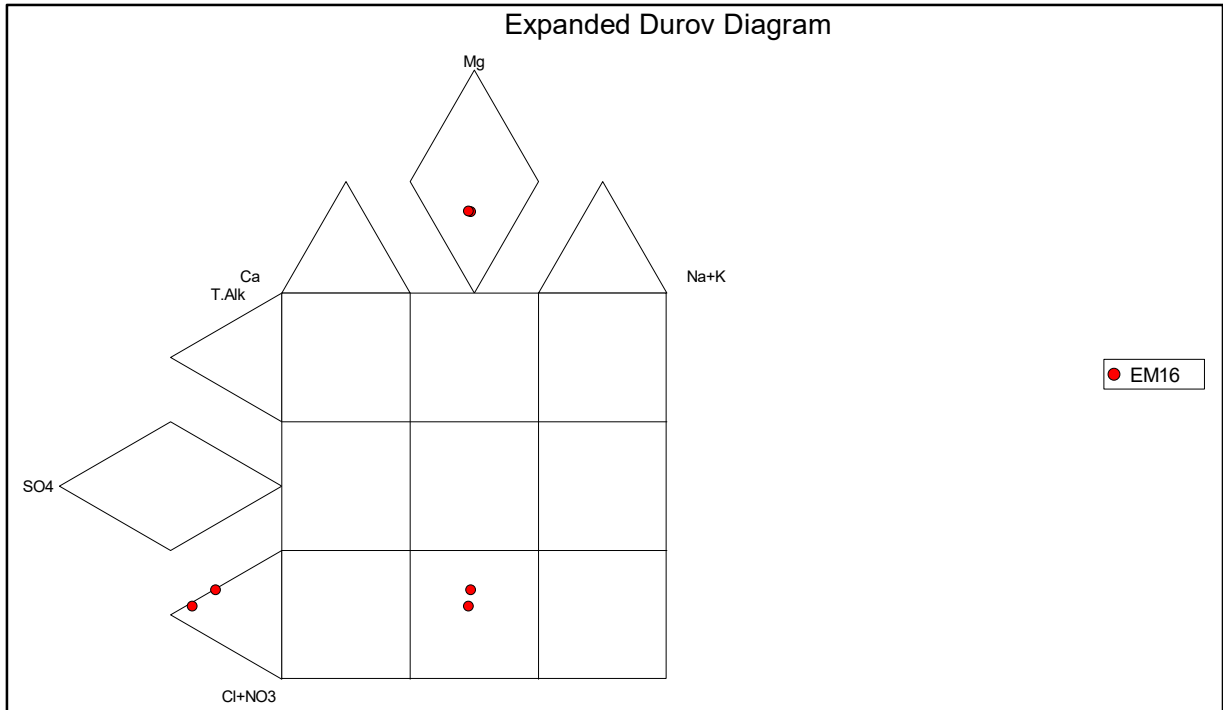 Expanded Durov Diagram
Mg
Ca
Na+K
T.Alk
EM16
SO4
Cl+NO3